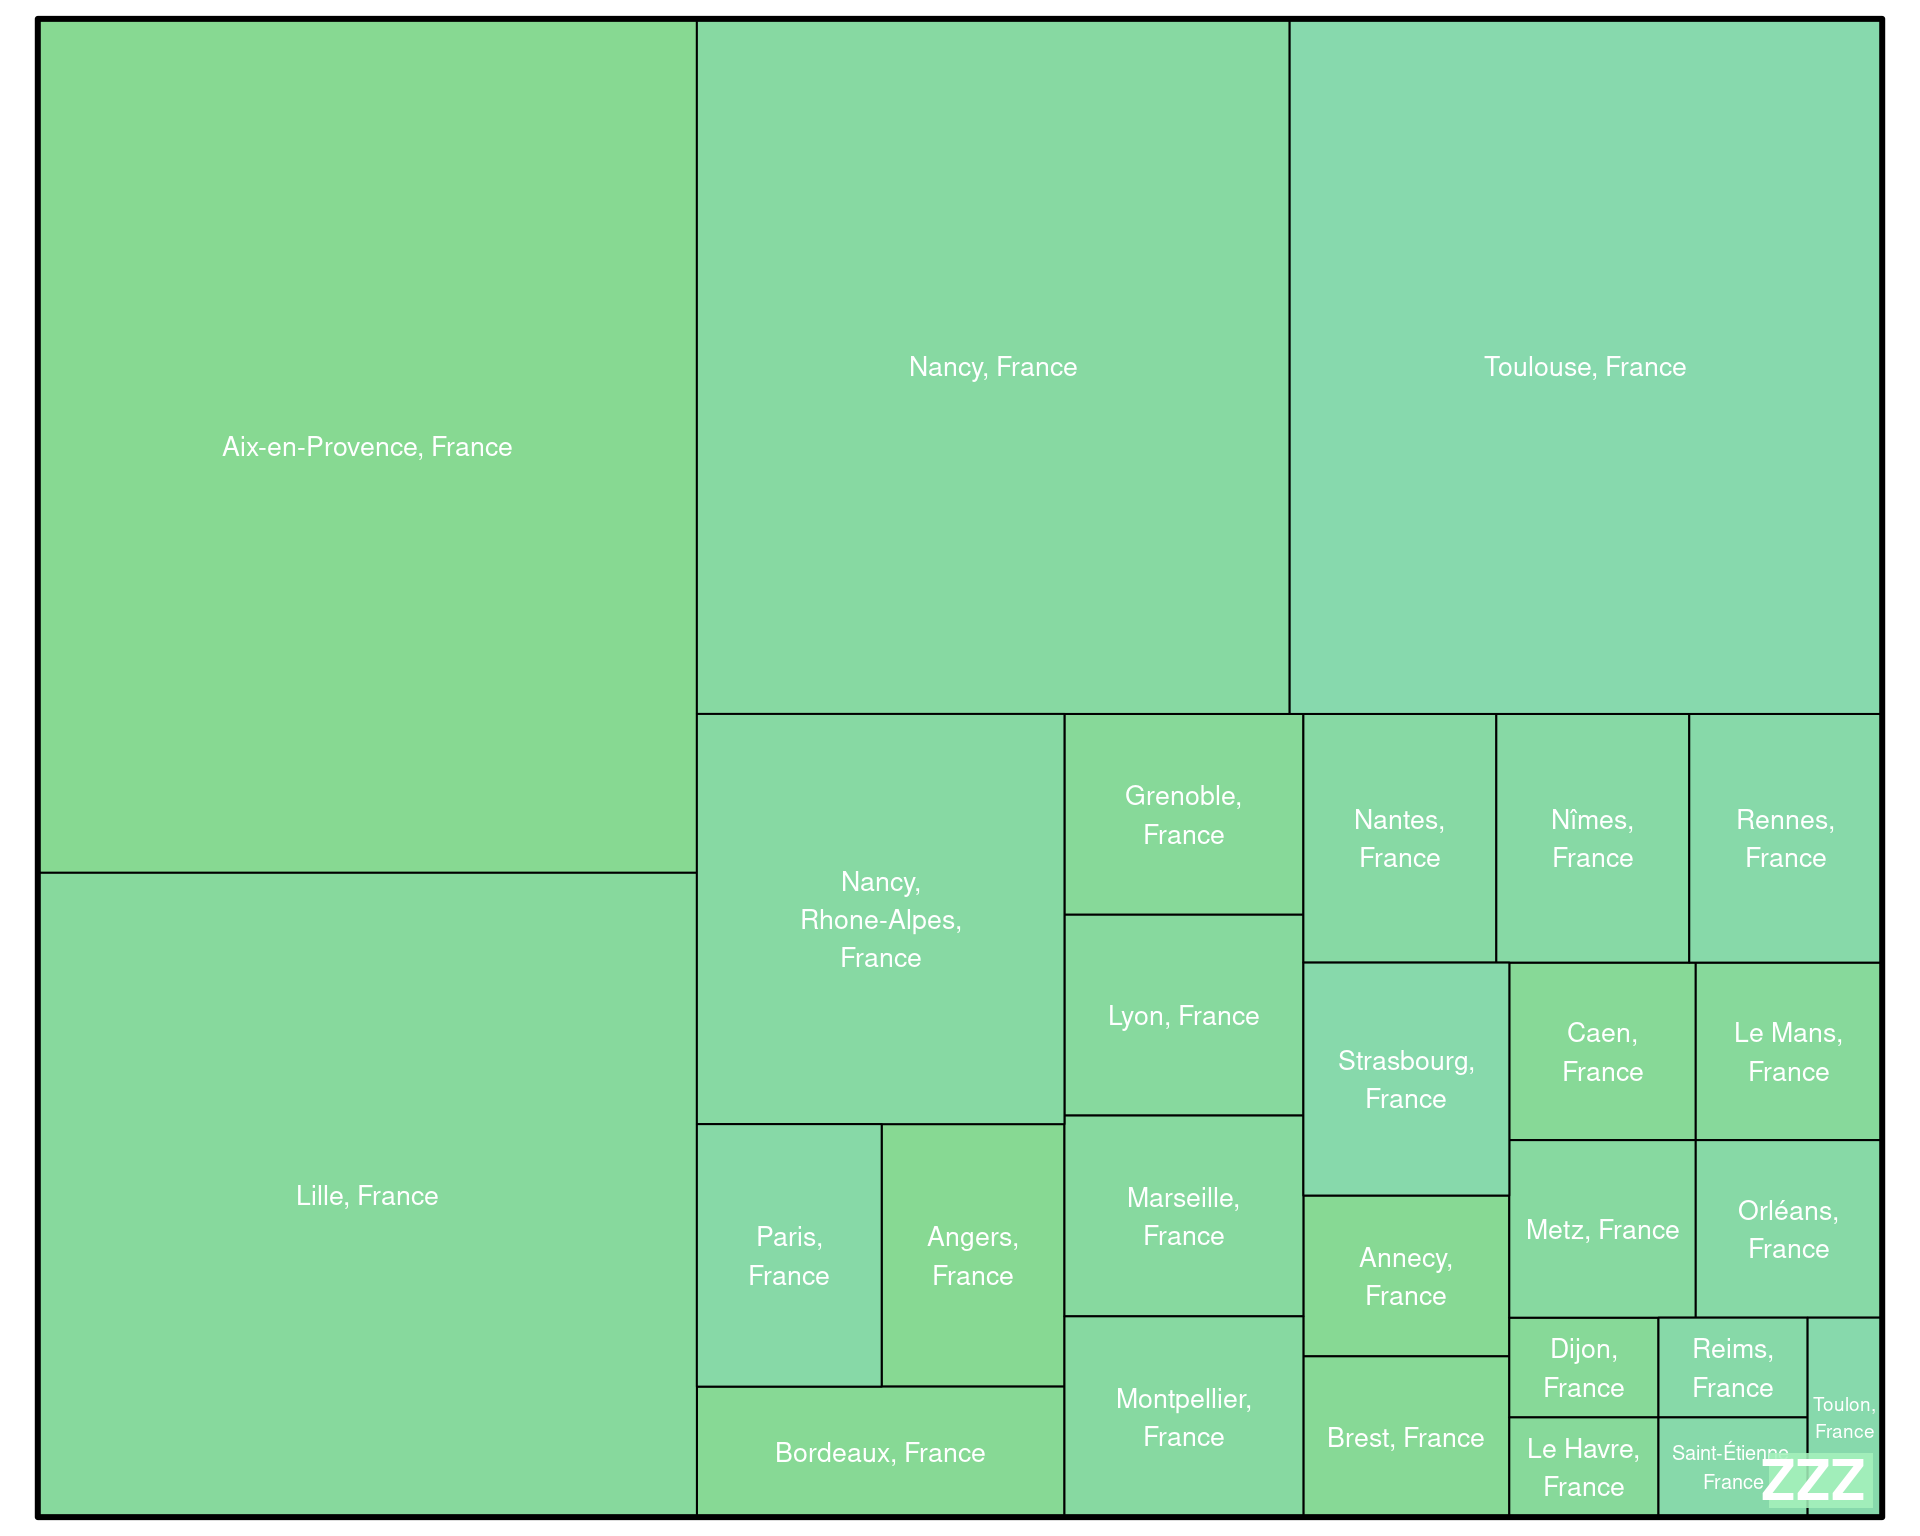 Aix-en-Provence, France
Nancy, France
Toulouse, France
Lille, France
Nancy,
Rhone-Alpes,
France
Grenoble,
France
Lyon, France
Marseille,
France
Montpellier,
France
Paris,
France
Angers,
France
Bordeaux, France
Nantes,
France
Nîmes,
France
Rennes,
France
Strasbourg,
France
Annecy,
France
Brest, France
Caen,
France
Le Mans,
France
Metz, France
Orléans,
France
Dijon,
France
Reims,
France
Le Havre,
France
Saint-Étienne,
France
Toulon,
France
ZZZ